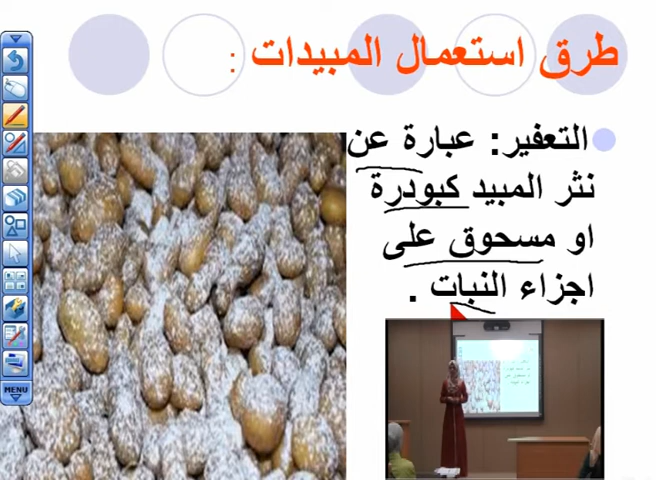 طرق استعمال المبيدات :
التعفير: عبارة عن
نثر المبيد كبودرة
او مسحوق على
اجزاء النبات .
MENU